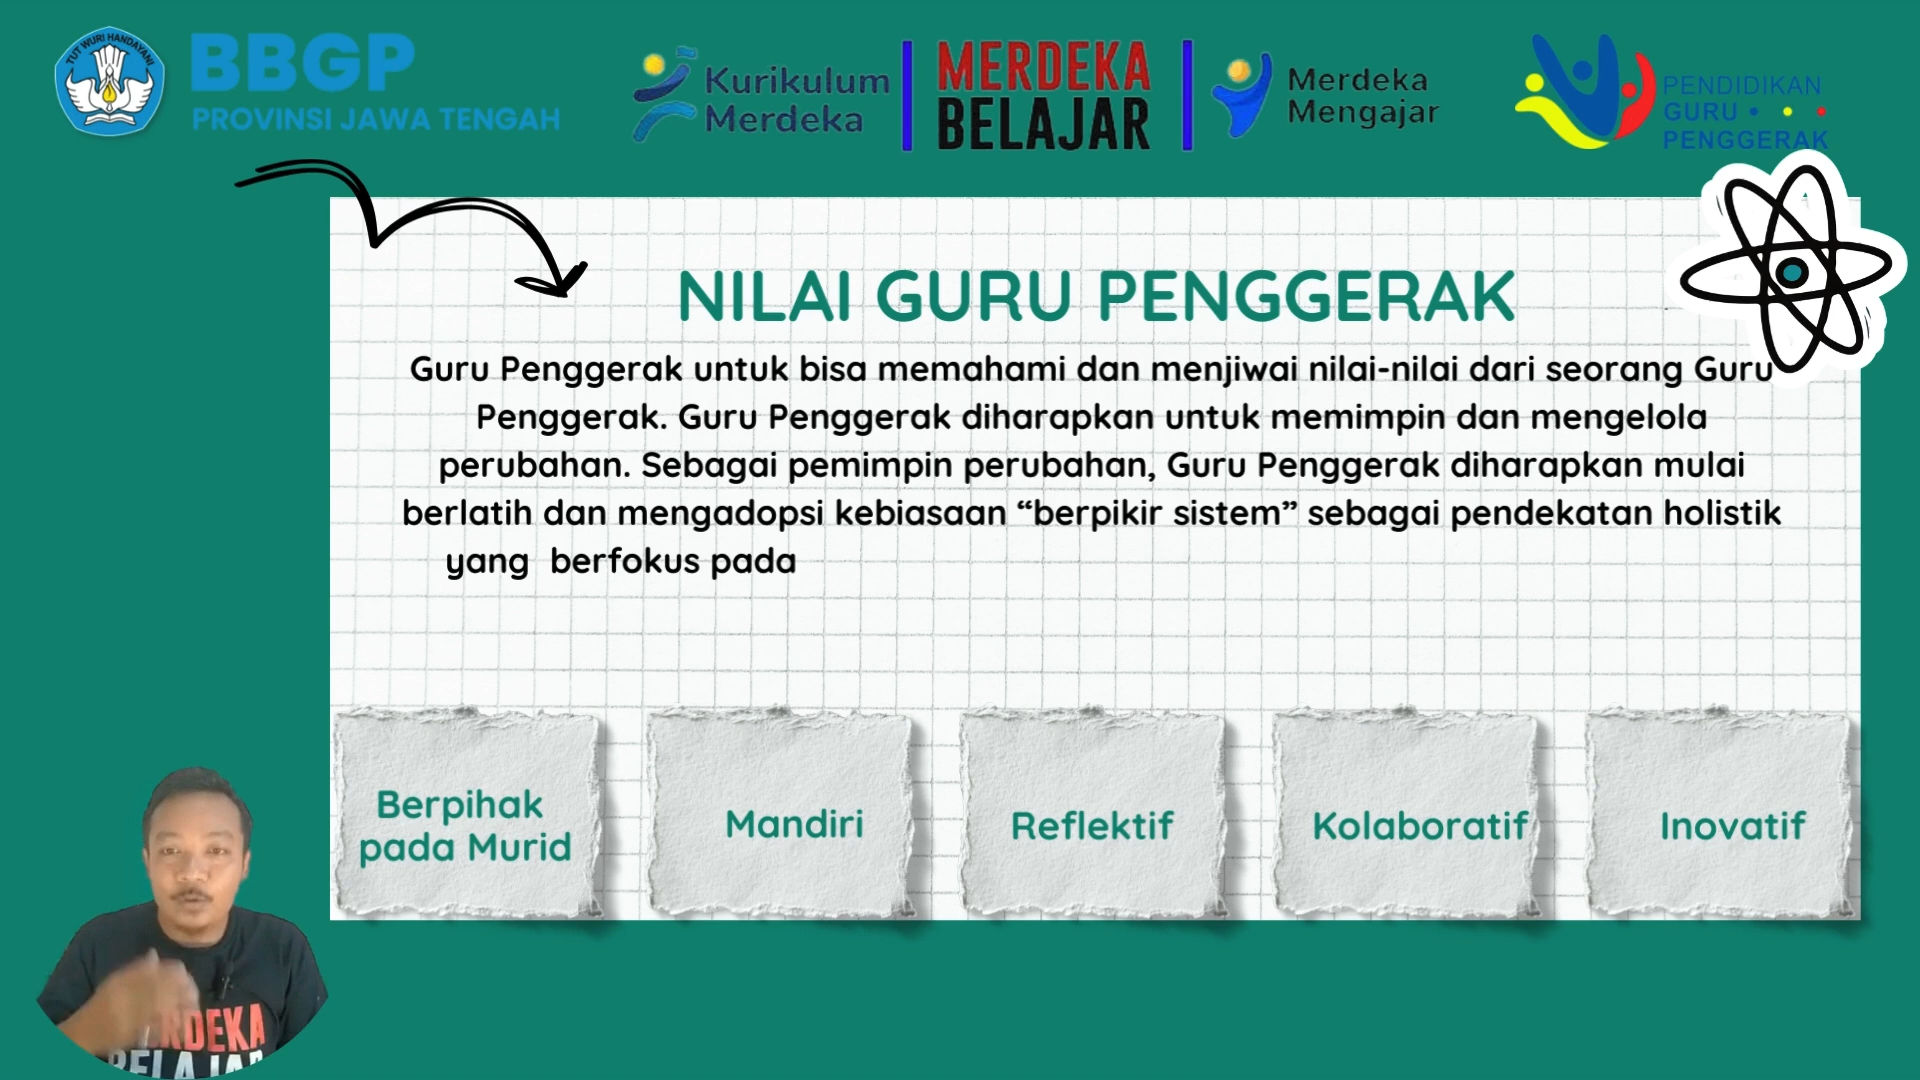 TUT WURI HANDAYANI
BBGP
PROVINSI JAWA TENGAH
Kurikulum
Merdeka
MERDEKA
BELAJAR
Merdeka
Mengajar
PENDIDIKAN
GURU
PENGGERAK
NILAI GURU PENGGERAK
Guru Penggerak untuk bisa memahami dan menjiwai nilai-nilai dari seorang Guru
Penggerak. Guru Penggerak diharapkan untuk memimpin dan mengelola
perubahan. Sebagai pemimpin perubahan, Guru Penggerak diharapkan mulai
berlatih dan mengadopsi kebiasaan “berpikir sistem” sebagai pendekatan holistik
yang berfokus pada
Berpihak
pada Murid
Mandiri
Reflektif
Kolaboratif
Inovatif